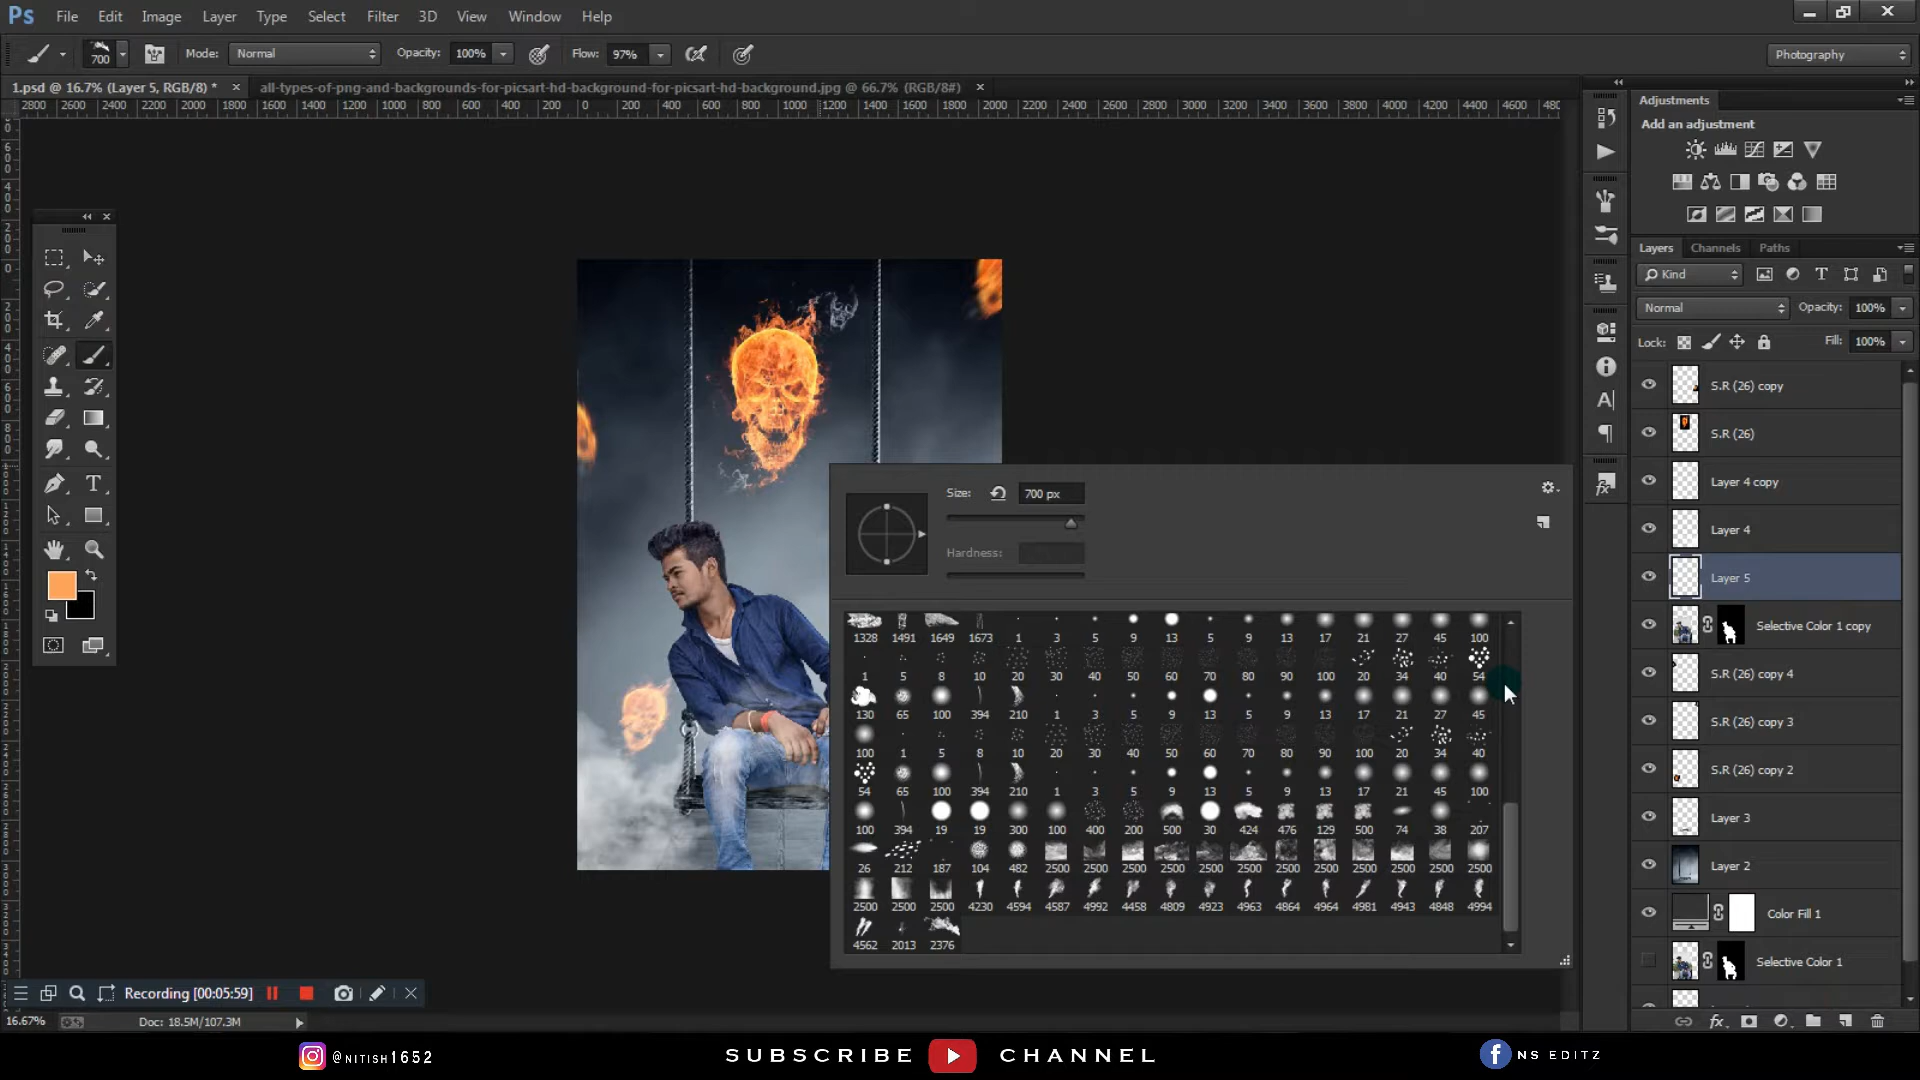 Ps File Edit Image Layer Type Select Filter 3D View Window Help
700 Mode: Normal Opacity: 100% Flow: 97% Photography
1.psd @ 16.7% (Layer 5, RGB/8) * × all-types-of-png-and-backgrounds-for-picsart-hd-background-for-picsart-hd-background.jpg @ 66.7% (RGB/8#) ×
2800 2600 2400 2200 2000 1800 1600 1400 1200 1000 800 600 400 200 0 200 400 600 800 1000 1200 1400 1600 1800 2000 2200 2400 2600 2800 3000 3200 3400 3600 3800 4000 4200 4400 4600
Adjustments
Add an adjustment
Layers Channels Paths
Kind
Normal Opacity: 100%
Lock: Fill: 100%
S.R (26) copy
S.R (26)
Layer 4 copy
Layer 4
Layer 5
Selective Color 1 copy
S.R (26) copy 4
S.R (26) copy 3
S.R (26) copy 2
Layer 3
Layer 2
Color Fill 1
Selective Color 1
Size: 700 px
Hardness:
1328 1491 1649 1673 1 3 5 9 13 5 9 13 17 21 27 45 100
1 5 8 10 20 30 40 50 60 70 80 90 100 20 34 40 54
130 65 100 394 210 1 3 5 9 13 5 9 13 17 21 27 45
100 1 5 8 10 20 30 40 50 60 70 80 90 100 20 34 40
54 65 100 394 210 1 3 5 9 13 5 9 13 17 21 45 100
100 394 19 19 300 100 400 200 500 30 424 476 129 500 74 38 207
26 212 187 104 482 2500 2500 2500 2500 2500 2500 2500 2500 2500 2500 2500 2500
2500 2500 2500 4230 4594 4587 4992 4458 4809 4923 4963 4864 4964 4981 4943 4848 4994
4562 2013 2376
Recording [00:05:59]
16.67% Doc: 18.5M/107.3M
@NITISH1652 SUBSCRIBE CHANNEL NS EDITZ